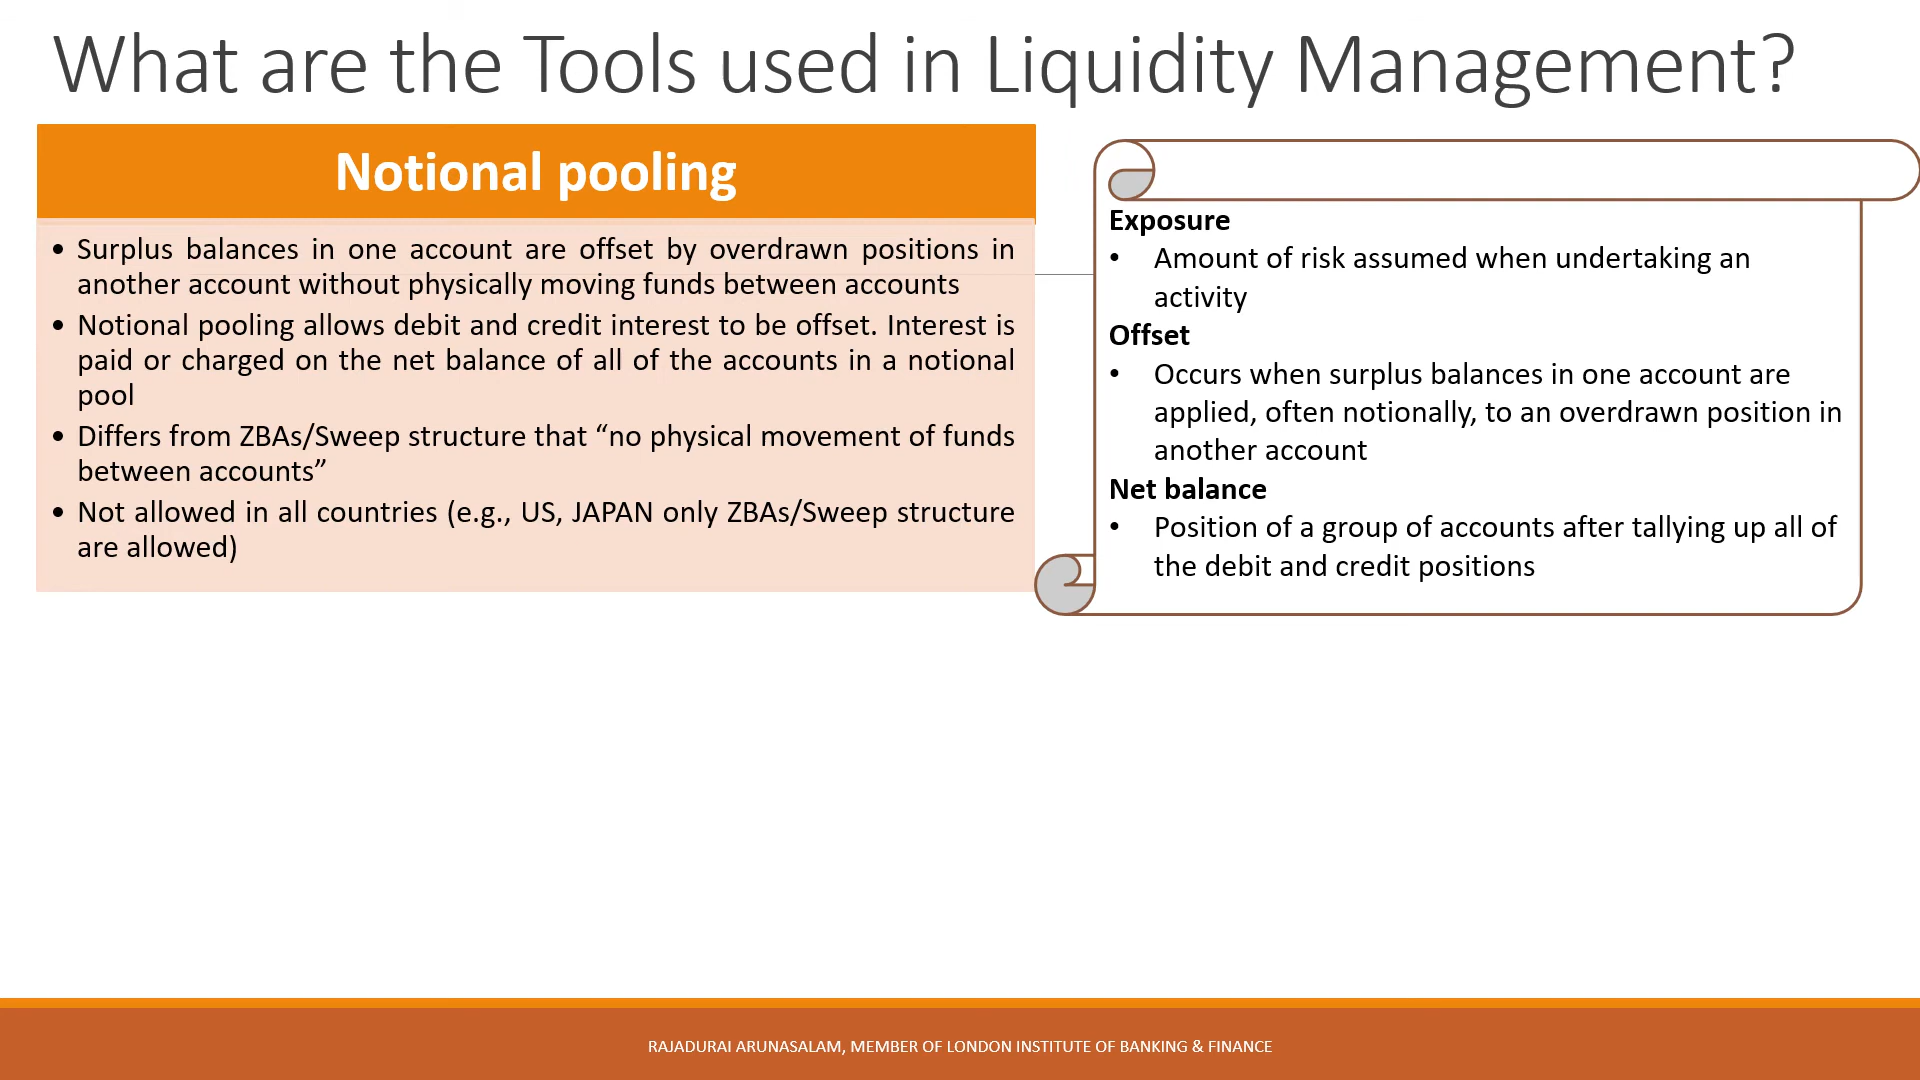 What are the Tools used in Liquidity Management?
Notional pooling
• Surplus balances in one account are offset by overdrawn positions in
another account without physically moving funds between accounts
• Notional pooling allows debit and credit interest to be offset. Interest is
paid or charged on the net balance of all of the accounts in a notional
pool
• Differs from ZBAs/Sweep structure that “no physical movement of funds
between accounts”
• Not allowed in all countries (e.g., US, JAPAN only ZBAs/Sweep structure
are allowed)
Exposure
• Amount of risk assumed when undertaking an
activity
Offset
• Occurs when surplus balances in one account are
applied, often notionally, to an overdrawn position in
another account
Net balance
• Position of a group of accounts after tallying up all of
the debit and credit positions
RAJADURAI ARUNASALAM, MEMBER OF LONDON INSTITUTE OF BANKING & FINANCE